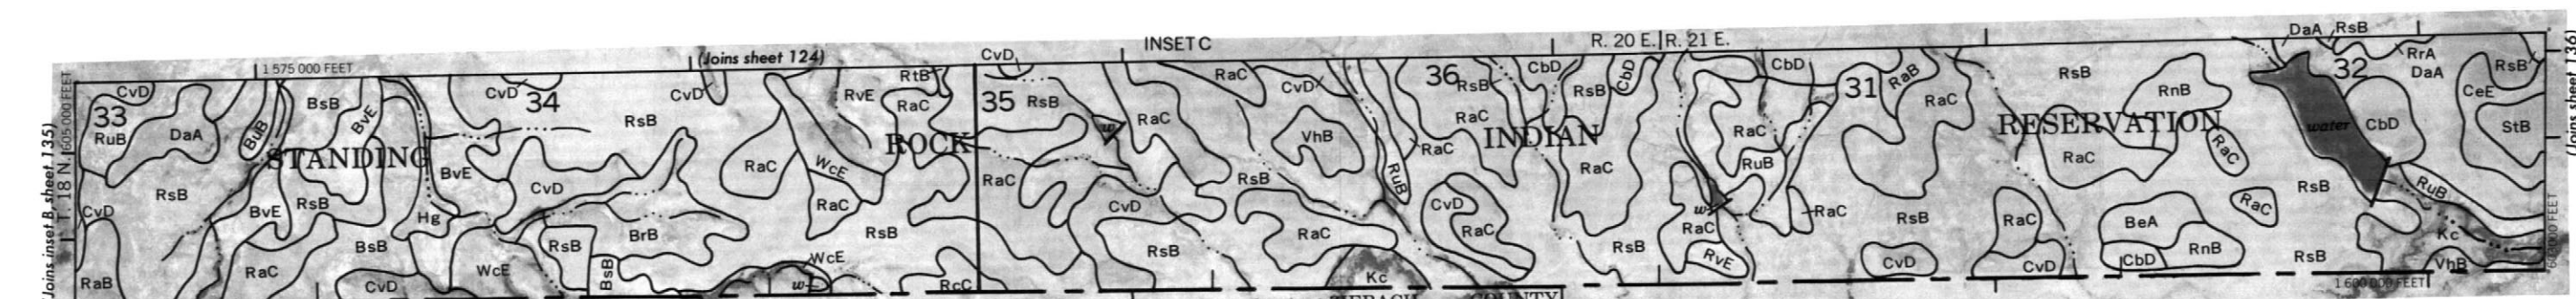 INSET C
R. 20 E. R. 21 E.
(Joins sheet 124)
1 575 000 FEET
605 000 FEET
T. 18 N.
(Joins inset B, sheet 135)
(Joins sheet 136)
STANDING ROCK INDIAN RESERVATION
33
34
35
36
31
32
CvD
RuB
DaA
RsB
CvD
RaB
BuB
BsB
BvE
BvE
RsB
RaC
BsB
CvD
Hg
BvE
CvD
CvD
RsB
CvD
WcE
RsB
BsB
BrB
RaC
WcE
RaC
RvE
RtB
RaC
RsB
WcE
w
RcC
CvD
RsB
w
RaC
RaC
CvD
RsB
RaC
CvD
VhB
RsB
RaC
Kc
RuB
RaC
RsB
RaC
CvD
RaC
CbD
RsB
CbD
RaC
RsB
CbD
RaC
RuB
w
RaC
RvE
RaC
RaB
RaC
RsB
CvD
RsB
RnB
RaC
RaC
RaC
CvD
BeA
CbD
RnB
RaC
RsB
RsB
DaA
RsB
RrA
DaA
water
CbD
CeE
RsB
StB
RuB
Kc
VhB
1 600 000 FEET
COUNTY